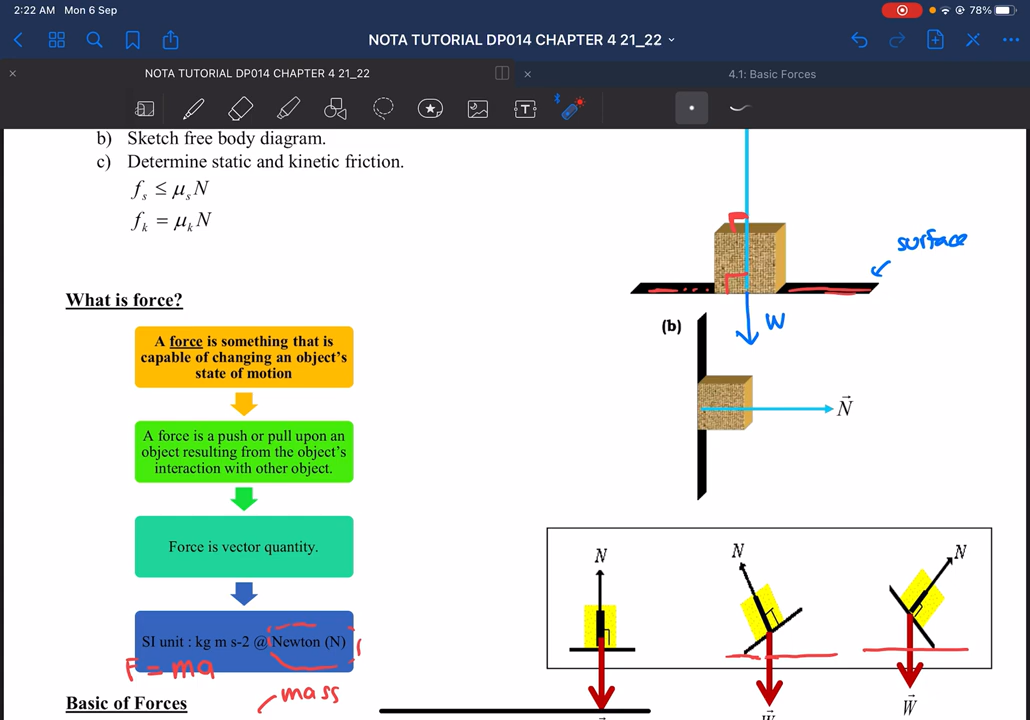 2:22 AM Mon 6 Sep
78%
NOTA TUTORIAL DP014 CHAPTER 4 21_22
NOTA TUTORIAL DP014 CHAPTER 4 21_22
4.1: Basic Forces
b) Sketch free body diagram.
c) Determine static and kinetic friction.
f_s ≤ μ_s N
f_k = μ_k N
surface
W
What is force?
A force is something that is
capable of changing an object's
state of motion
(b)
N⃗
A force is a push or pull upon an
object resulting from the object's
interaction with other object.
Force is vector quantity.
N
N
N
SI unit : kg m s-2 @ Newton (N)
F = ma
mass
Basic of Forces
W⃗